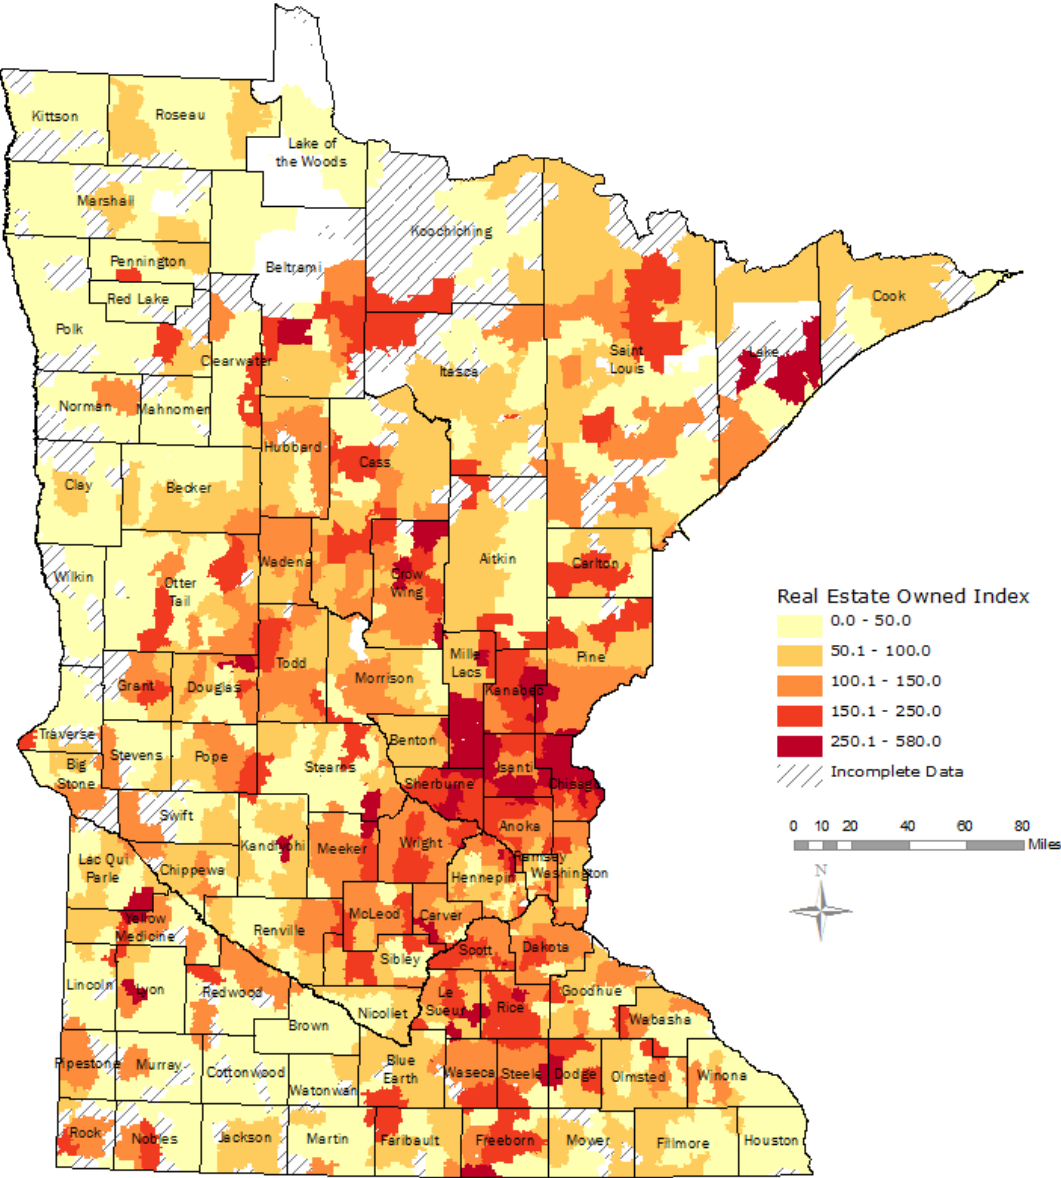 Kittson
Roseau
Lake of
the Woods
Marshall
Koochiching
Pennington
Beltrami
Red Lake
Cook
Polk
Clearwater
Itasca
Saint
Louis
Lake
Norman
Mahnomen
Hubbard
Cass
Clay
Becker
Wilkin
Otter
Tail
Wadena
Crow
Wing
Aitkin
Carlton
Todd
Mille
Lacs
Pine
Grant
Douglas
Morrison
Kanabec
Traverse
Stevens
Pope
Benton
Big
Stone
Stearns
Isanti
Sherburne
Chisago
Swift
Anoka
Kandiyohi
Meeker
Wright
Lac Qui
Parle
Chippewa
Hennepin
Ramsey
Washington
Yellow
Medicine
Renville
McLeod
Carver
Scott
Dakota
Sibley
Lincoln
Lyon
Redwood
Le
Sueur
Rice
Goodhue
Brown
Nicollet
Wabasha
Pipestone
Murray
Cottonwood
Watonwan
Blue
Earth
Waseca
Steele
Dodge
Olmsted
Winona
Rock
Nobles
Jackson
Martin
Faribault
Freeborn
Mower
Fillmore
Houston
Real Estate Owned Index
0.0 - 50.0
50.1 - 100.0
100.1 - 150.0
150.1 - 250.0
250.1 - 580.0
Incomplete Data
0 10 20 40 60 80
Miles
N